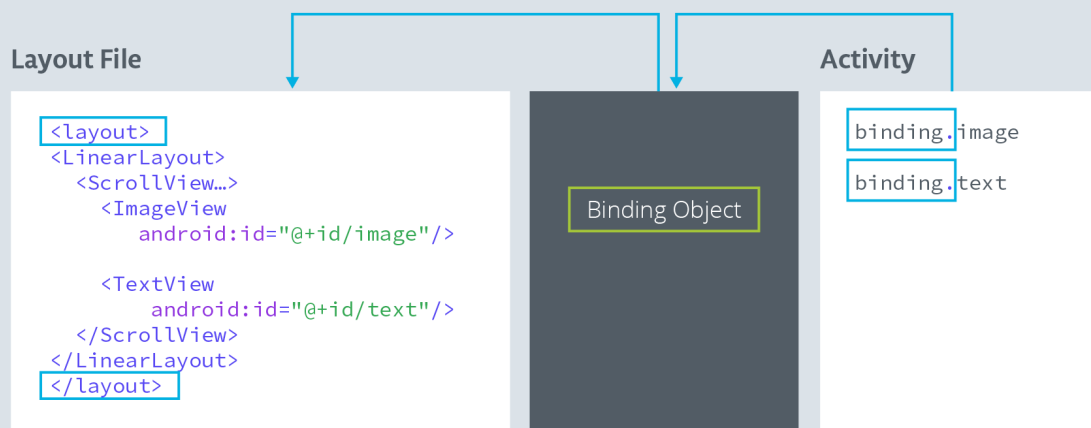 Layout File
<layout>
<LinearLayout>
<ScrollView…>
<ImageView
android:id="@+id/image"/>
<TextView
android:id="@+id/text"/>
</ScrollView>
</LinearLayout>
</layout>
Binding Object
Activity
binding.image
binding.text